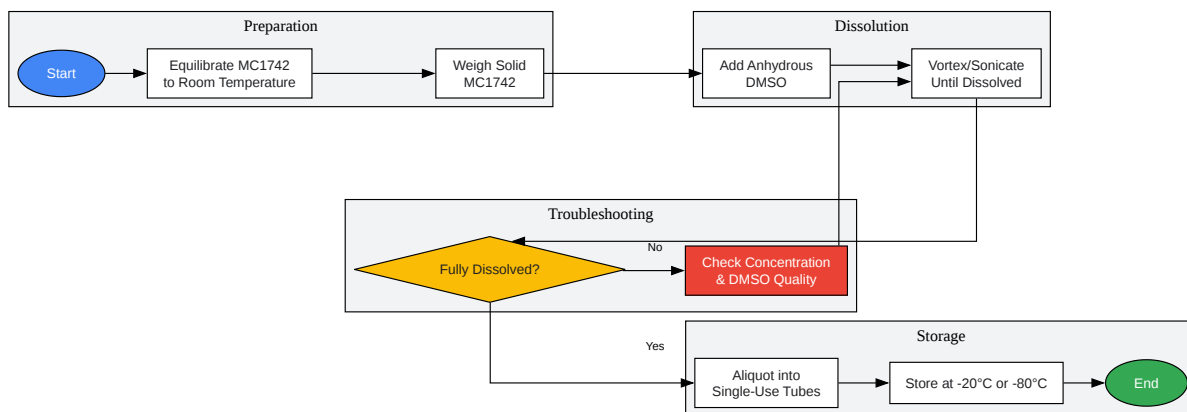 Preparation
Start
Equilibrate MC1742
to Room Temperature
Weigh Solid
MC1742
Dissolution
Add Anhydrous
DMSO
Vortex/Sonicate
Until Dissolved
Troubleshooting
Fully Dissolved?
No
Check Concentration
& DMSO Quality
Yes
Storage
Aliquot into
Single-Use Tubes
Store at -20°C or -80°C
End